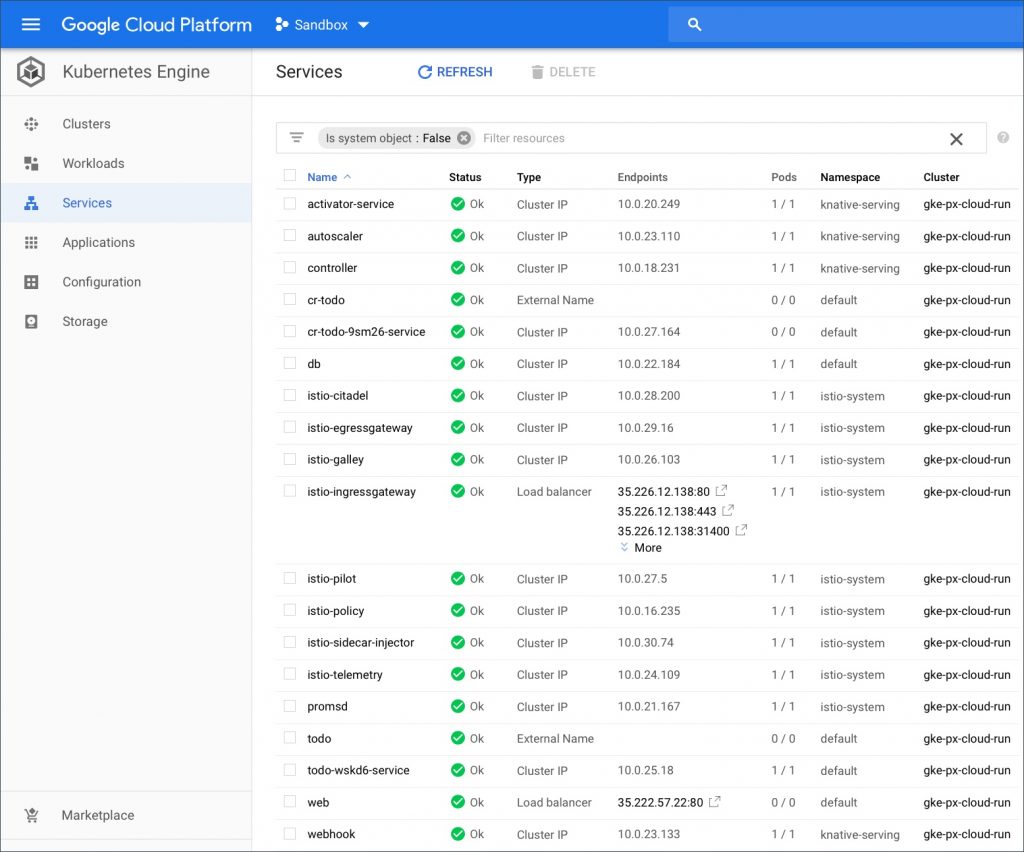 Google Cloud Platform Sandbox
Kubernetes Engine
Services REFRESH DELETE
Clusters
Workloads
Services
Applications
Configuration
Storage
Marketplace
Is system object : False Filter resources
Name Status Type Endpoints Pods Namespace Cluster
activator-service Ok Cluster IP 10.0.20.249 1 / 1 knative-serving gke-px-cloud-run
autoscaler Ok Cluster IP 10.0.23.110 1 / 1 knative-serving gke-px-cloud-run
controller Ok Cluster IP 10.0.18.231 1 / 1 knative-serving gke-px-cloud-run
cr-todo Ok External Name 0 / 0 default gke-px-cloud-run
cr-todo-9sm26-service Ok Cluster IP 10.0.27.164 0 / 0 default gke-px-cloud-run
db Ok Cluster IP 10.0.22.184 1 / 1 default gke-px-cloud-run
istio-citadel Ok Cluster IP 10.0.28.200 1 / 1 istio-system gke-px-cloud-run
istio-egressgateway Ok Cluster IP 10.0.29.16 1 / 1 istio-system gke-px-cloud-run
istio-galley Ok Cluster IP 10.0.26.103 1 / 1 istio-system gke-px-cloud-run
istio-ingressgateway Ok Load balancer 35.226.12.138:80 1 / 1 istio-system gke-px-cloud-run
35.226.12.138:443
35.226.12.138:31400
More
istio-pilot Ok Cluster IP 10.0.27.5 1 / 1 istio-system gke-px-cloud-run
istio-policy Ok Cluster IP 10.0.16.235 1 / 1 istio-system gke-px-cloud-run
istio-sidecar-injector Ok Cluster IP 10.0.30.74 1 / 1 istio-system gke-px-cloud-run
istio-telemetry Ok Cluster IP 10.0.24.109 1 / 1 istio-system gke-px-cloud-run
promsd Ok Cluster IP 10.0.21.167 1 / 1 istio-system gke-px-cloud-run
todo Ok External Name 0 / 0 default gke-px-cloud-run
todo-wskd6-service Ok Cluster IP 10.0.25.18 1 / 1 default gke-px-cloud-run
web Ok Load balancer 35.222.57.22:80 0 / 0 default gke-px-cloud-run
webhook Ok Cluster IP 10.0.23.133 1 / 1 knative-serving gke-px-cloud-run